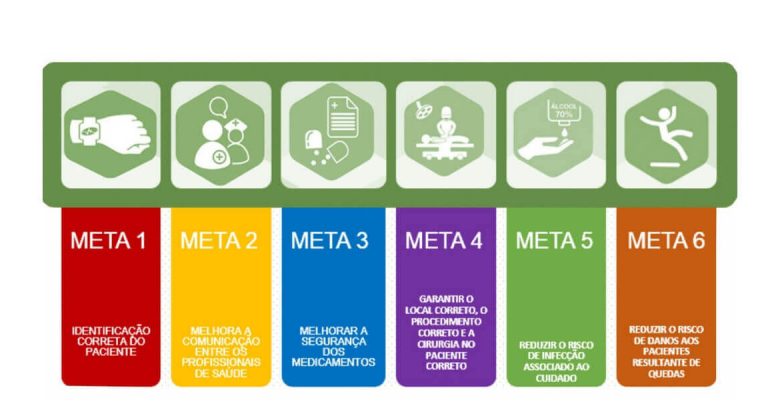 ÁLCOOL
70%
META 1
META 2
META 3
META 4
META 5
META 6
IDENTIFICAÇÃO
CORRETA DO
PACIENTE
MELHORA A
COMUNICAÇÃO
ENTRE OS
PROFISSIONAIS
DE SAÚDE
MELHORAR A
SEGURANÇA
DOS
MEDICAMENTOS
GARANTIR O
LOCAL CORRETO, O
PROCEDIMENTO
CORRETO E A
CIRURGIA NO
PACIENTE
CORRETO
REDUZIR O RISCO
DE INFECÇÃO
ASSOCIADO AO
CUIDADO
REDUZIR O RISCO
DE DANOS AOS
PACIENTES
RESULTANTE DE
QUEDAS